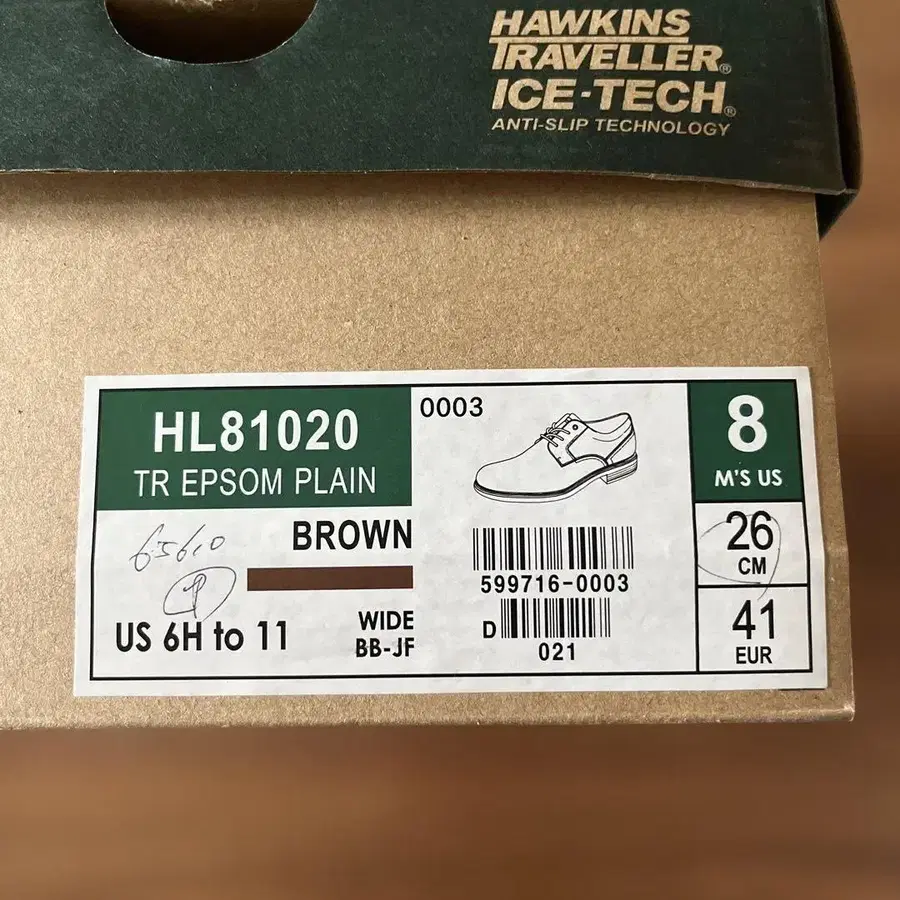 HAWKINS
TRAVELLER®
ICE-TECH®
ANTI-SLIP TECHNOLOGY
HL81020
TR EPSOM PLAIN
0003
8
M'S US
BROWN
26
CM
599716-0003
US 6H to 11
WIDE
BB-JF
D
021
41
EUR